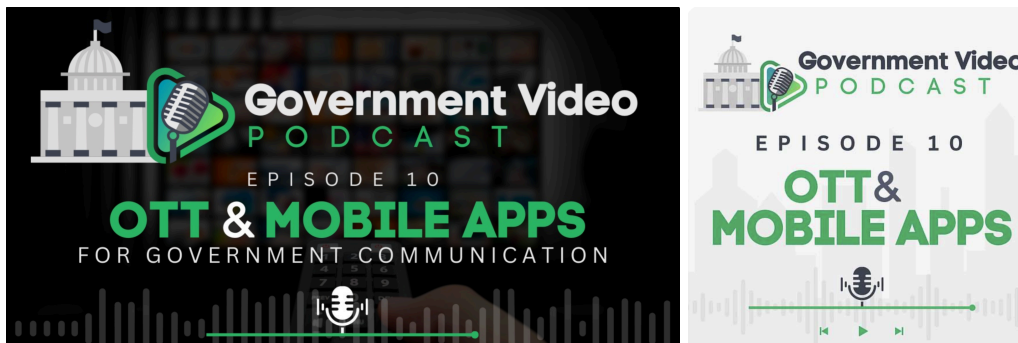 Government Video
PODCAST
EPISODE 10
OTT & MOBILE APPS
FOR GOVERNMENT COMMUNICATION
Government Video
PODCAST
EPISODE 10
OTT&
MOBILE APPS